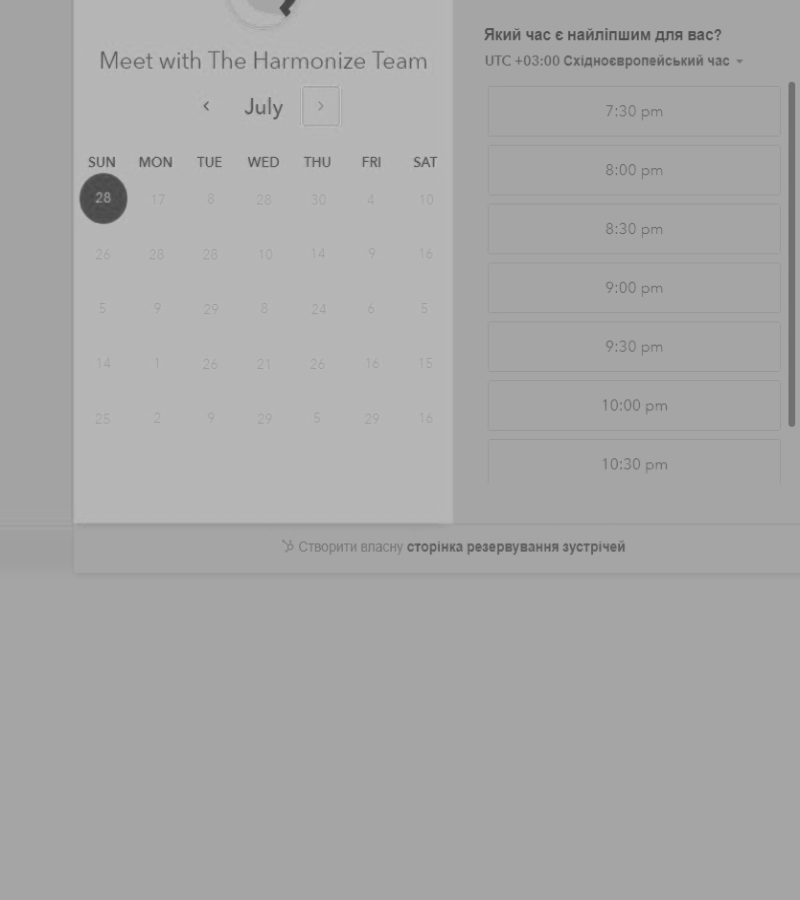 Meet with The Harmonize Team
July
SUN MON TUE WED THU FRI SAT
28 17 8 28 30 4 10
26 28 28 10 14 9 16
5 9 29 8 24 6 5
14 1 26 21 26 16 15
25 2 9 29 5 29 16
Який час є найліпшим для вас?
UTC +03:00 Східноєвропейський час
7:30 pm
8:00 pm
8:30 pm
9:00 pm
9:30 pm
10:00 pm
10:30 pm
Створити власну сторінка резервування зустрічей